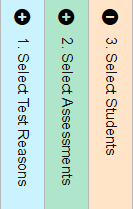 1. Select Test Reasons
2. Select Assessments
3. Select Students